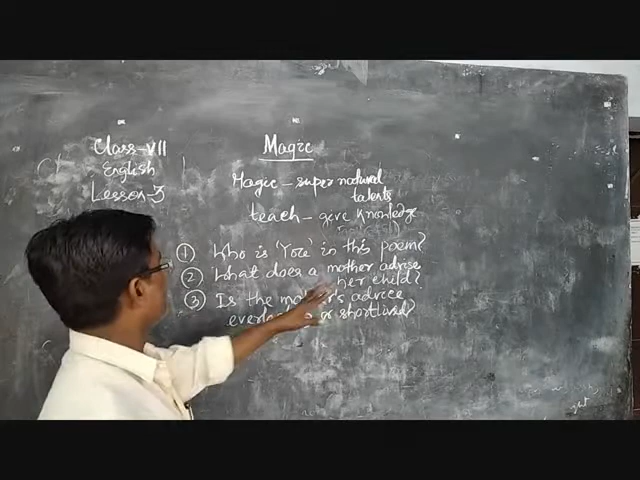 Class-VII
English
Lesson-3
Magic
Magic - super natural
talents
teach - give knowledge
① Who is 'You' in this poem?
② What does a mother advise
her child?
③ Is the mother's advice
or shortlived?